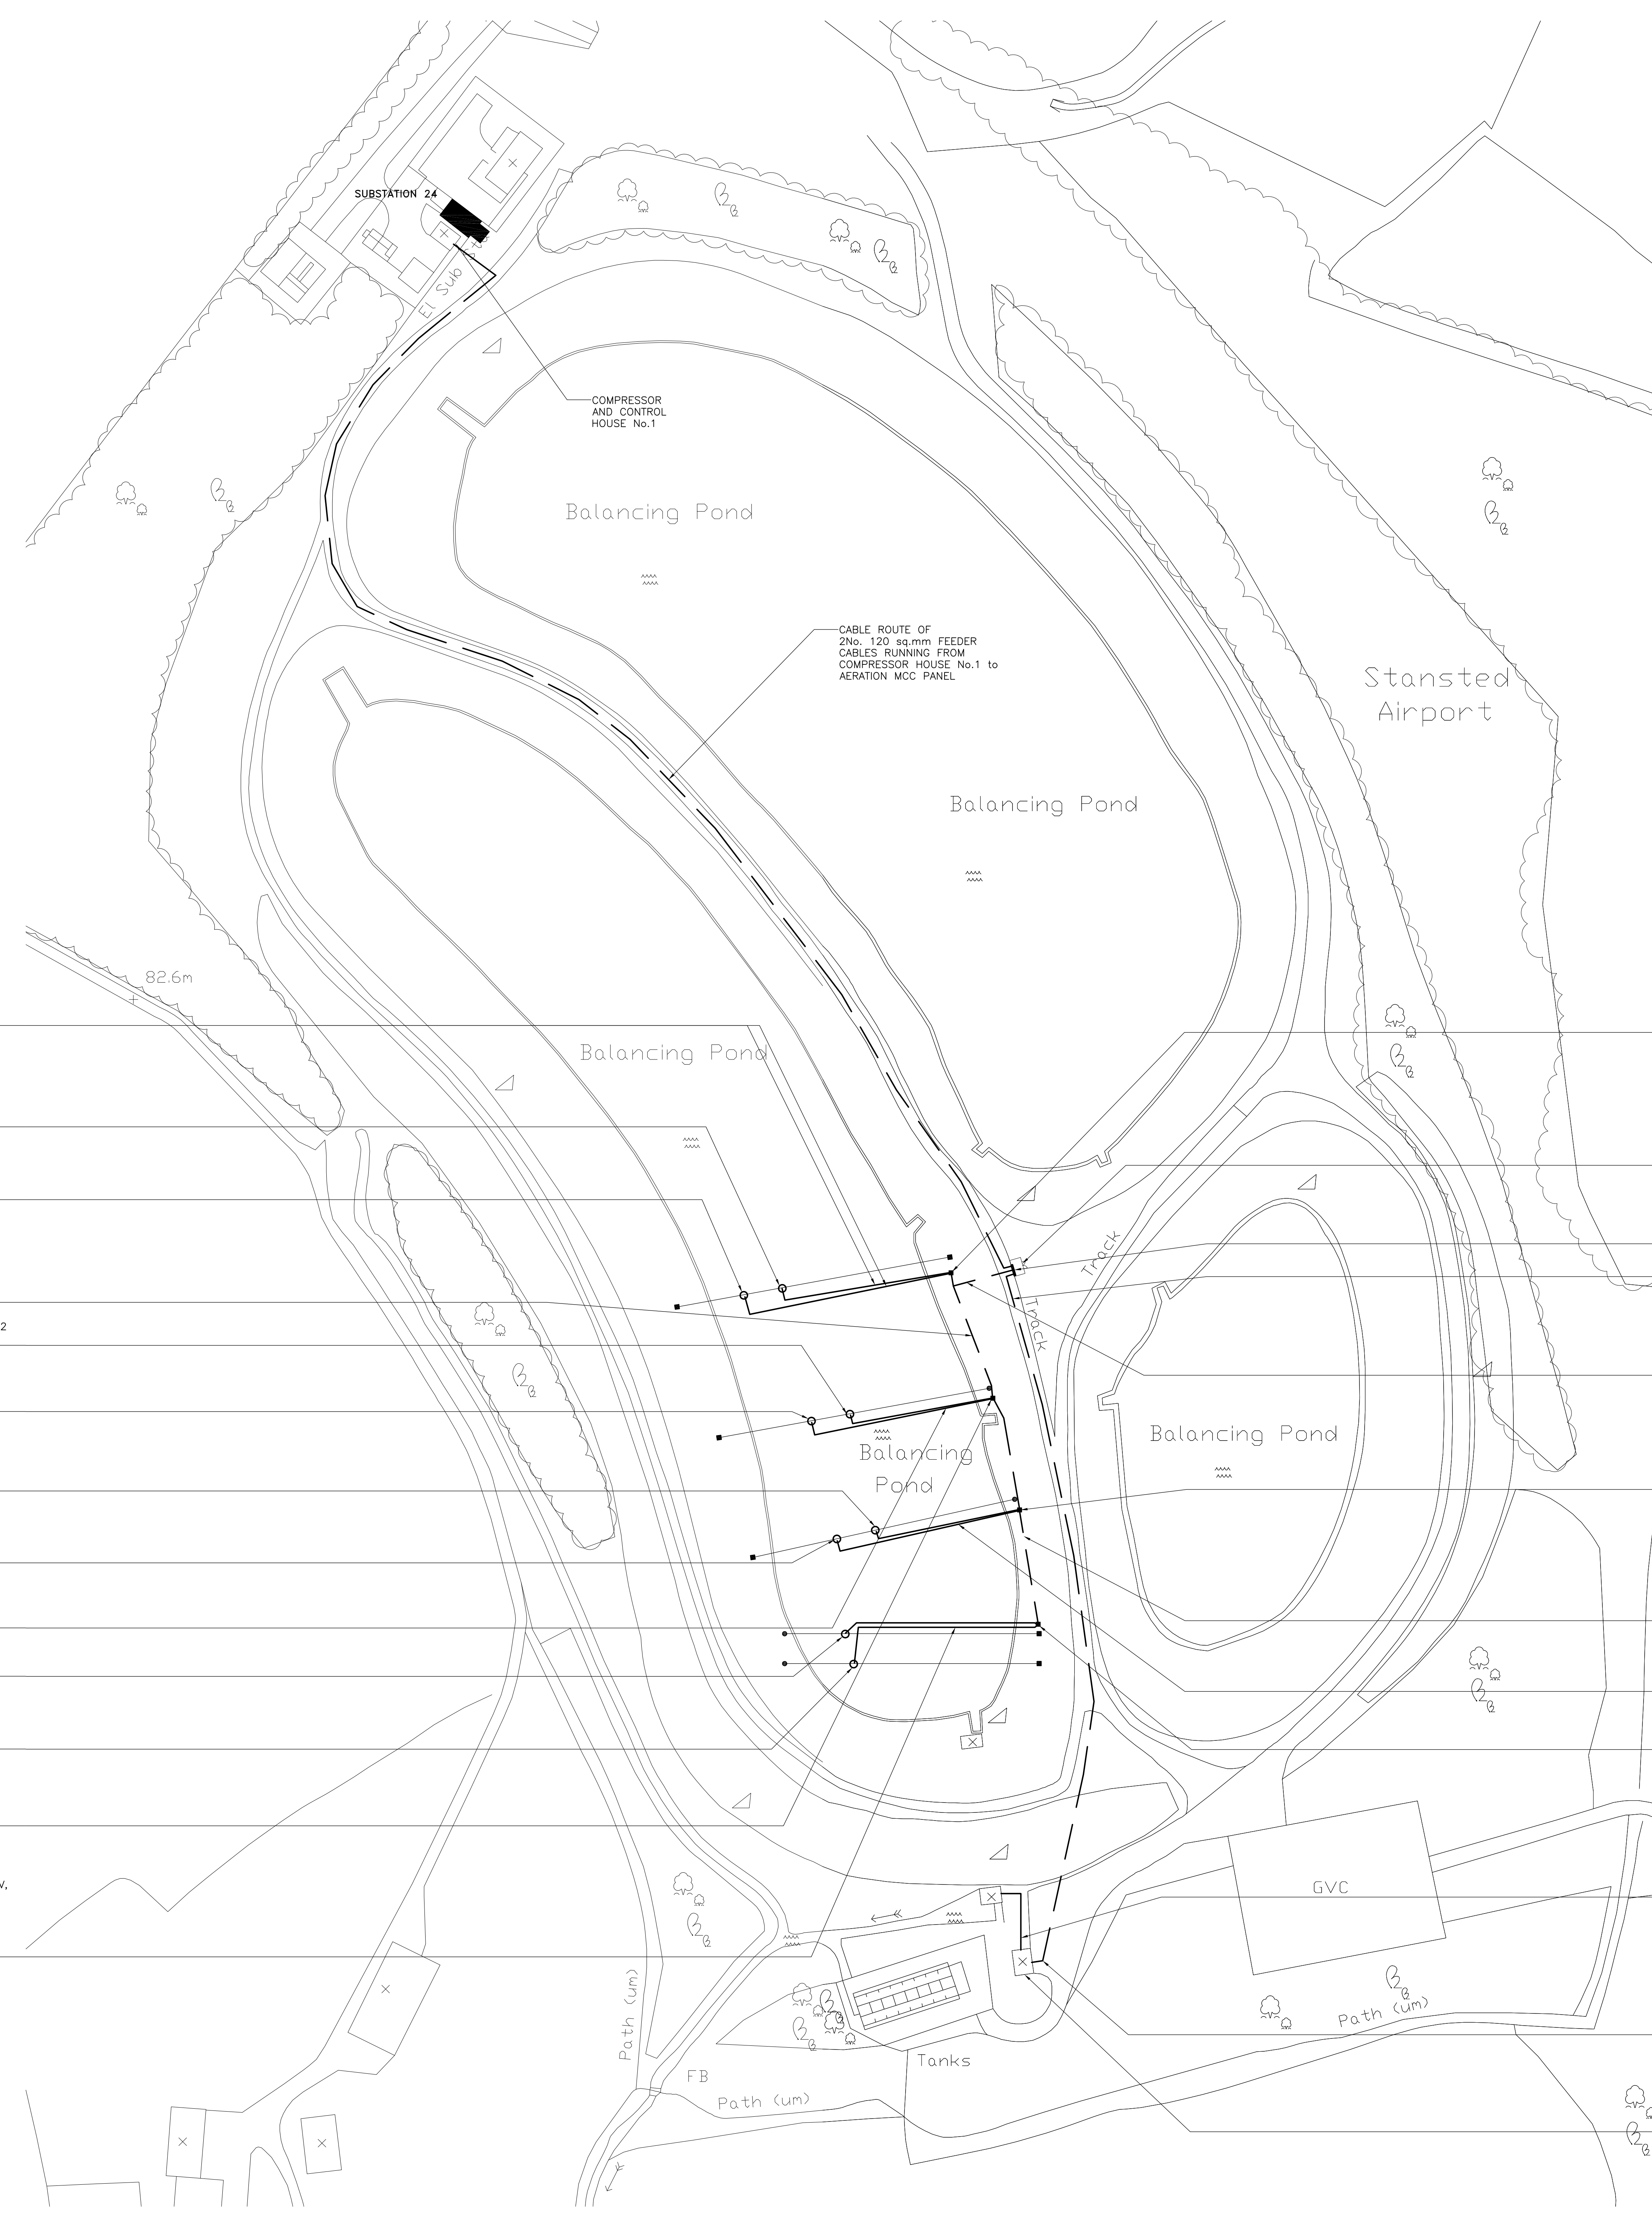 SUBSTATION 24
El Sub
COMPRESSOR
AND CONTROL
HOUSE No.1
Balancing Pond
CABLE ROUTE OF
2No. 120 sq.mm FEEDER
CABLES RUNNING FROM
COMPRESSOR HOUSE No.1 to
AERATION MCC PANEL
Stansted
Airport
Balancing Pond
82.6m
Balancing Pond
Track
Track
2
Balancing
Pond
Balancing Pond
GVC
Path (um)
Path (um)
Tanks
FB
Path (um)